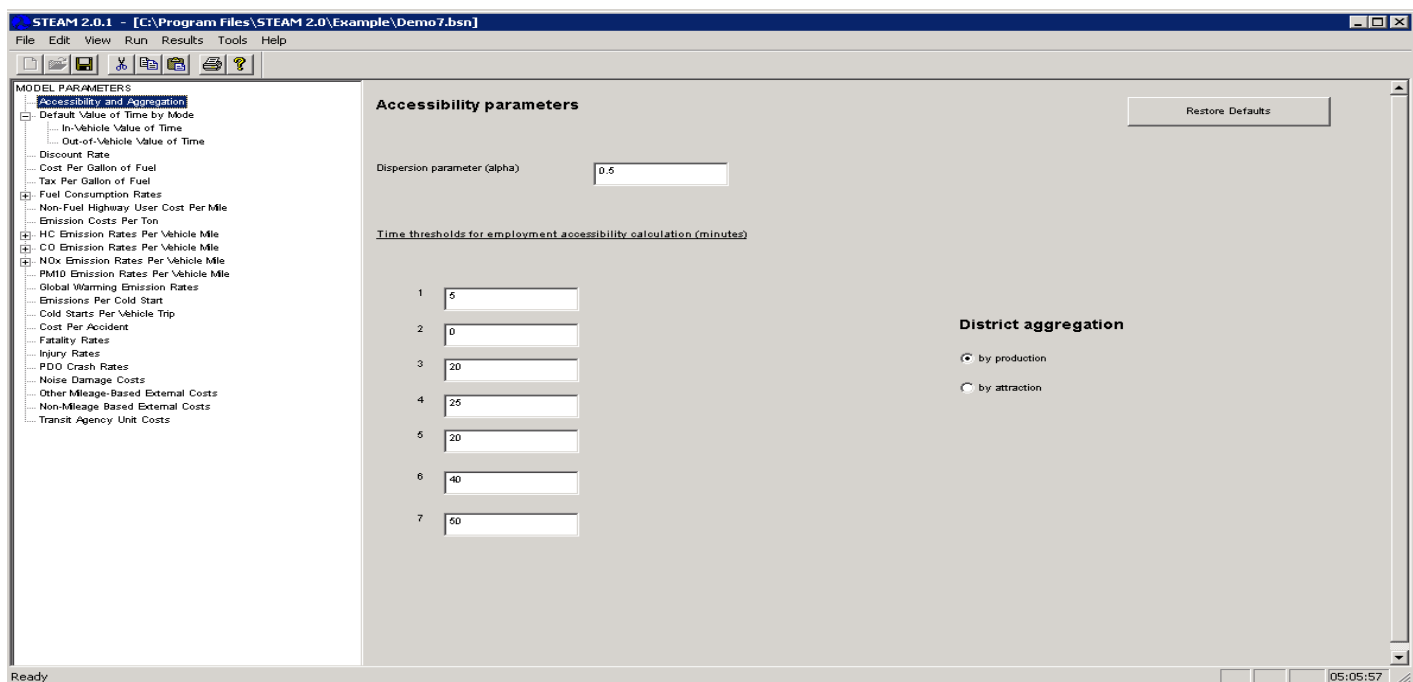 STEAM 2.0.1 - [C:\Program Files\STEAM 2.0\Example\Demo7.bsn]
File Edit View Run Results Tools Help
MODEL PARAMETERS
Accessibility and Aggregation
Default Value of Time by Mode
In-Vehicle Value of Time
Out-of-Vehicle Value of Time
Discount Rate
Cost Per Gallon of Fuel
Tax Per Gallon of Fuel
Fuel Consumption Rates
Non-Fuel Highway User Cost Per Mile
Emission Costs Per Ton
HC Emission Rates Per Vehicle Mile
CO Emission Rates Per Vehicle Mile
NOx Emission Rates Per Vehicle Mile
PM10 Emission Rates Per Vehicle Mile
Global Warming Emission Rates
Emissions Per Cold Start
Cold Starts Per Vehicle Trip
Cost Per Accident
Fatality Rates
Injury Rates
PDO Crash Rates
Noise Damage Costs
Other Mileage-Based External Costs
Non-Mileage Based External Costs
Transit Agency Unit Costs
Accessibility parameters
Restore Defaults
Dispersion parameter (alpha) 0.5
Time thresholds for employment accessibility calculation (minutes)
1 5
2 0
3 20
4 25
5 20
6 40
7 50
District aggregation
by production
by attraction
Ready 05:05:57